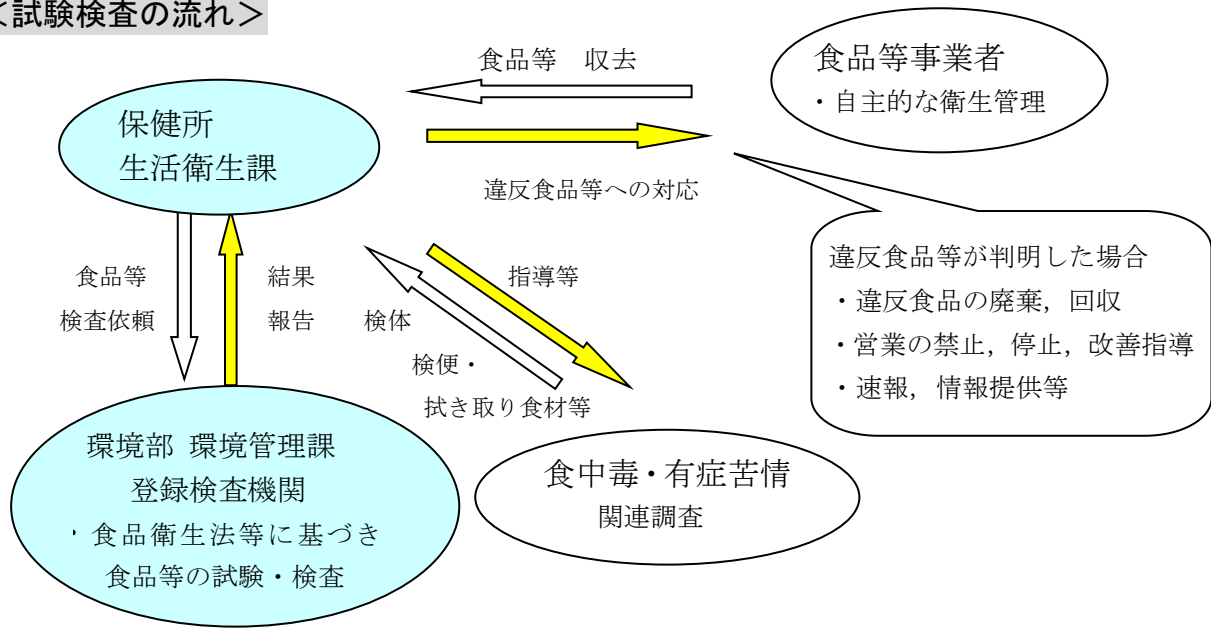 ＜試験検査の流れ＞
食品等　収去
食品等事業者
・自主的な衛生管理
保健所
生活衛生課
違反食品等への対応
違反食品等が判明した場合
・違反食品の廃棄，回収
・営業の禁止，停止，改善指導
・速報，情報提供等
食品等
検査依頼
結果
報告
指導等
検体
検便・
拭き取り食材等
環境部 環境管理課
登録検査機関
・食品衛生法等に基づき
食品等の試験・検査
食中毒・有症苦情
関連調査